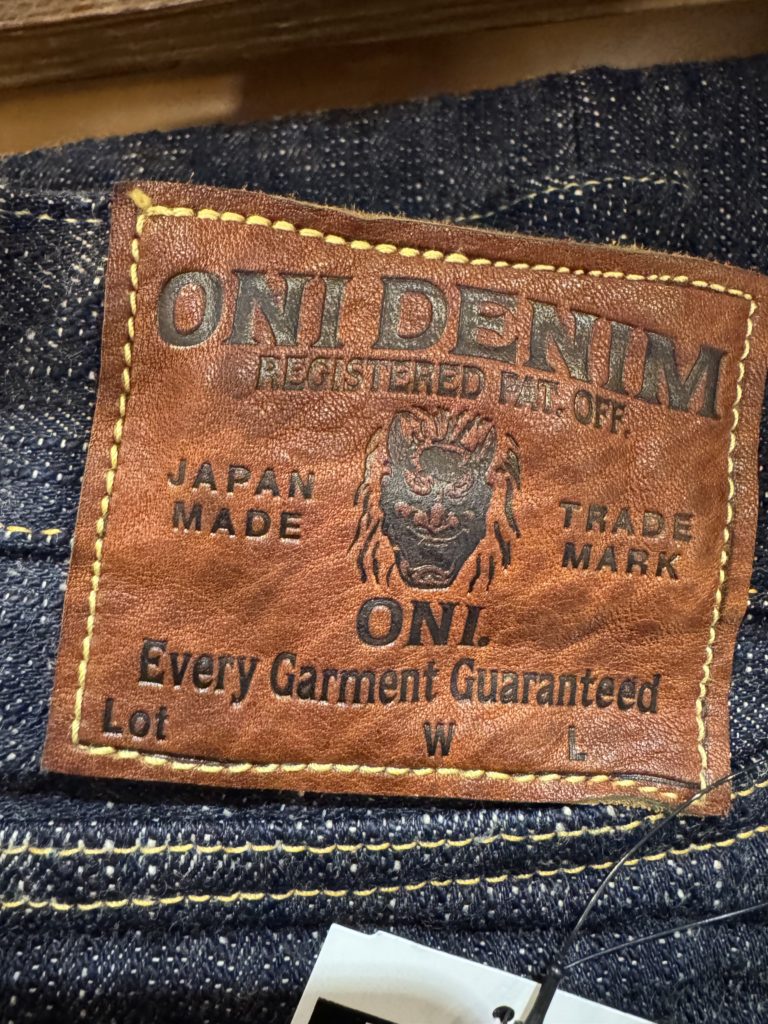 ONI DENIM
REGISTERED PAT. OFF.
JAPAN
MADE
TRADE
MARK
ONI.
Every Garment Guaranteed
Lot W L